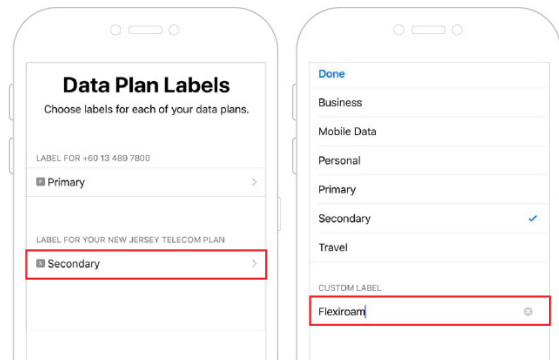 Data Plan Labels
Choose labels for each of your data plans.
LABEL FOR +60 13 489 7800
P Primary
LABEL FOR YOUR NEW JERSEY TELECOM PLAN
S Secondary
Done
Business
Mobile Data
Personal
Primary
Secondary
Travel
CUSTOM LABEL
Flexiroam